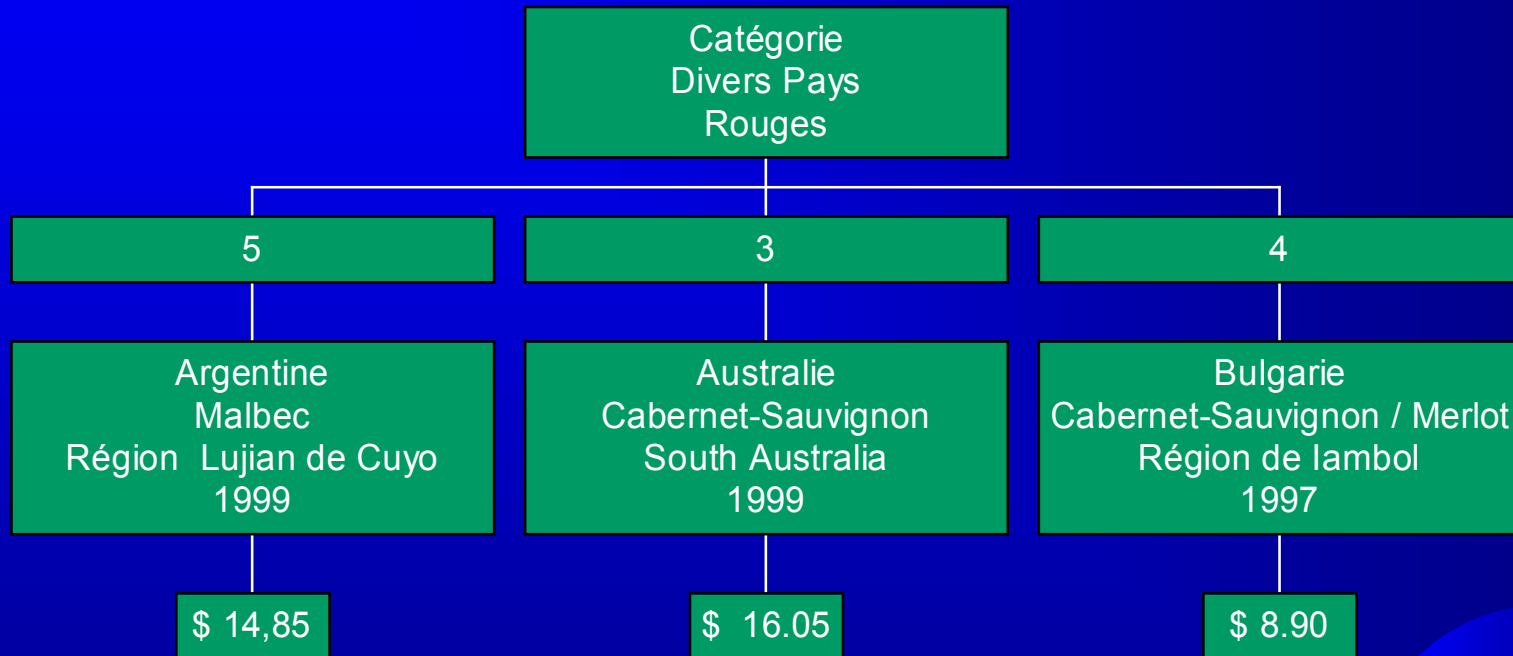 Catégorie
Divers Pays
Rouges
5
3
4
Argentine
Malbec
Région Lujian de Cuyo
1999
Australie
Cabernet-Sauvignon
South Australia
1999
Bulgarie
Cabernet-Sauvignon / Merlot
Région de Iambol
1997
$ 14,85
$ 16.05
$ 8.90